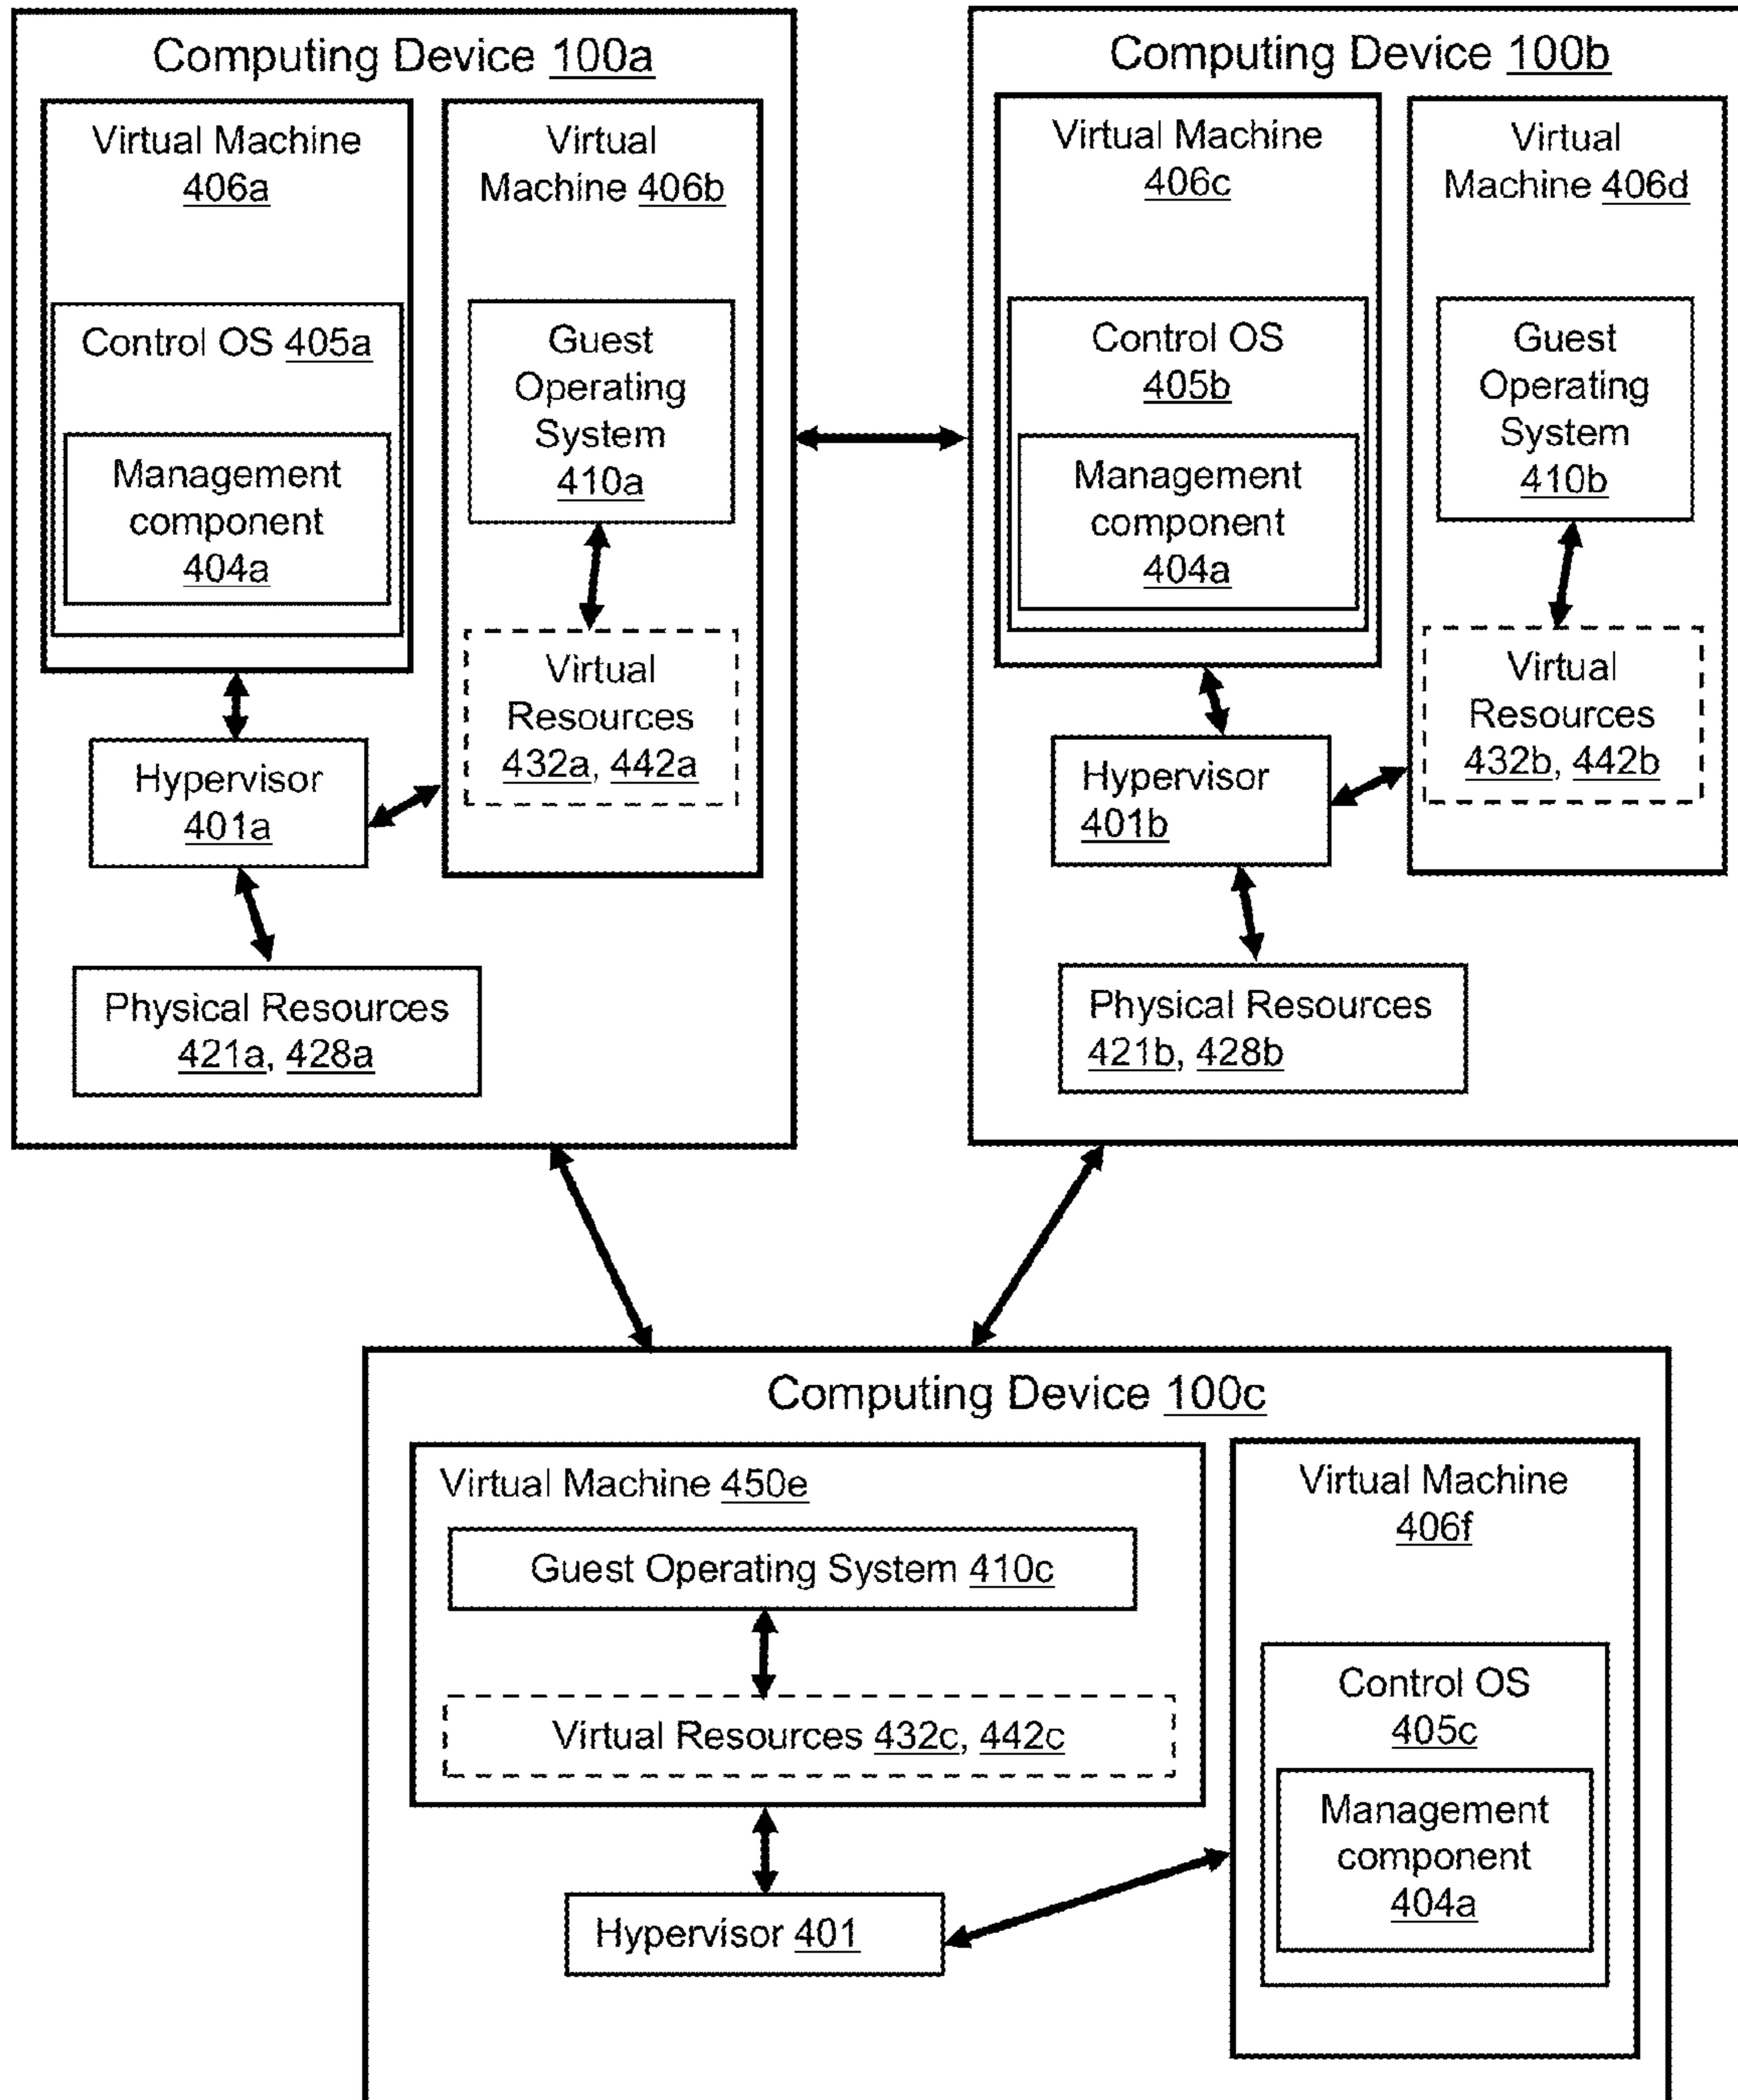 Computing Device 100a
Virtual Machine
406a
Control OS 405a
Management
component
404a
Virtual
Machine 406b
Guest
Operating
System
410a
Virtual
Resources
432a, 442a
Hypervisor
401a
Physical Resources
421a, 428a
Computing Device 100b
Virtual Machine
406c
Control OS
405b
Management
component
404a
Virtual
Machine 406d
Guest
Operating
System
410b
Virtual
Resources
432b, 442b
Hypervisor
401b
Physical Resources
421b, 428b
Computing Device 100c
Virtual Machine 450e
Guest Operating System 410c
Virtual Resources 432c, 442c
Hypervisor 401
Virtual Machine
406f
Control OS
405c
Management
component
404a